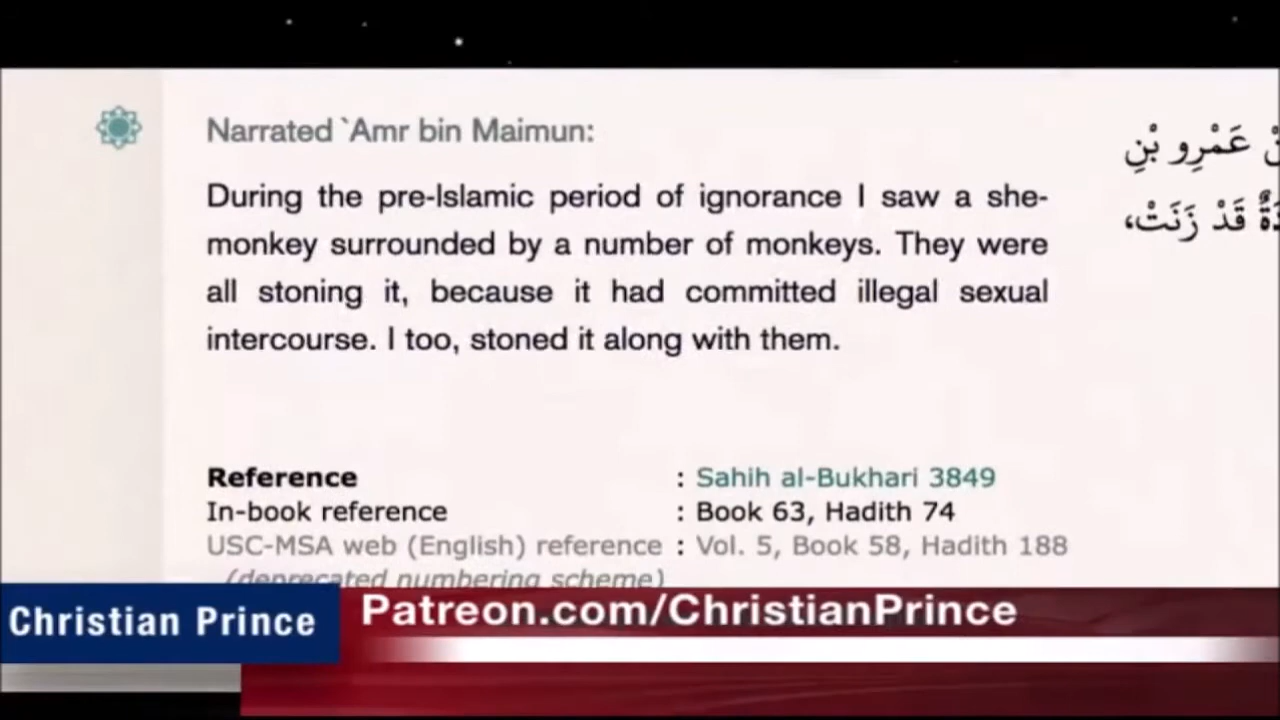 Narrated `Amr bin Maimun:
During the pre-Islamic period of ignorance I saw a she-
monkey surrounded by a number of monkeys. They were
all stoning it, because it had committed illegal sexual
intercourse. I too, stoned it along with them.
عَمْرِو بْنِ
قَدْ زَنَتْ،
Reference : Sahih al-Bukhari 3849
In-book reference : Book 63, Hadith 74
USC-MSA web (English) reference : Vol. 5, Book 58, Hadith 188
(deprecated numbering scheme)
Christian Prince
Patreon.com/ChristianPrince